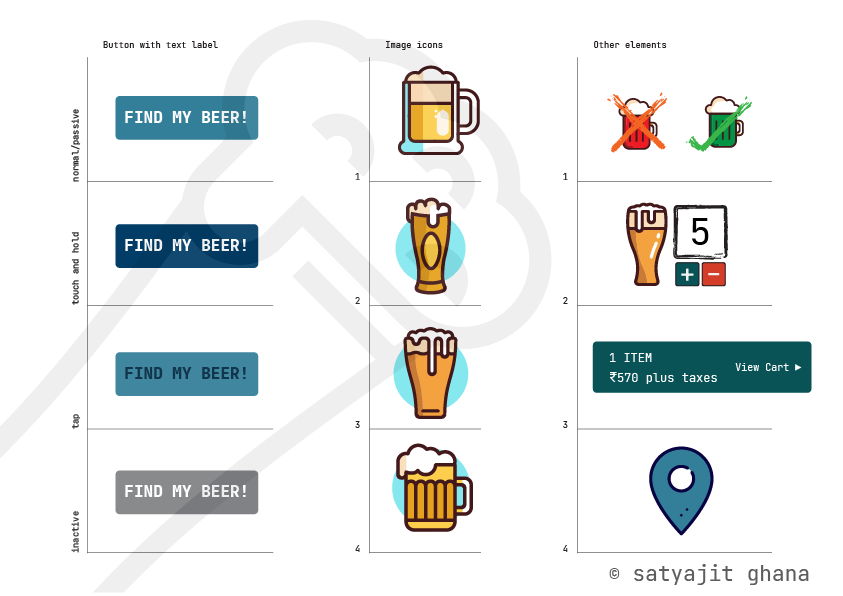 Button with text label
Image icons
Other elements
normal/passive
FIND MY BEER!
1
1
touch and hold
FIND MY BEER!
2
5
+ −
2
tap
FIND MY BEER!
3
1 ITEM
₹570 plus taxes
View Cart ▶
3
inactive
FIND MY BEER!
4
4
© satyajit ghana